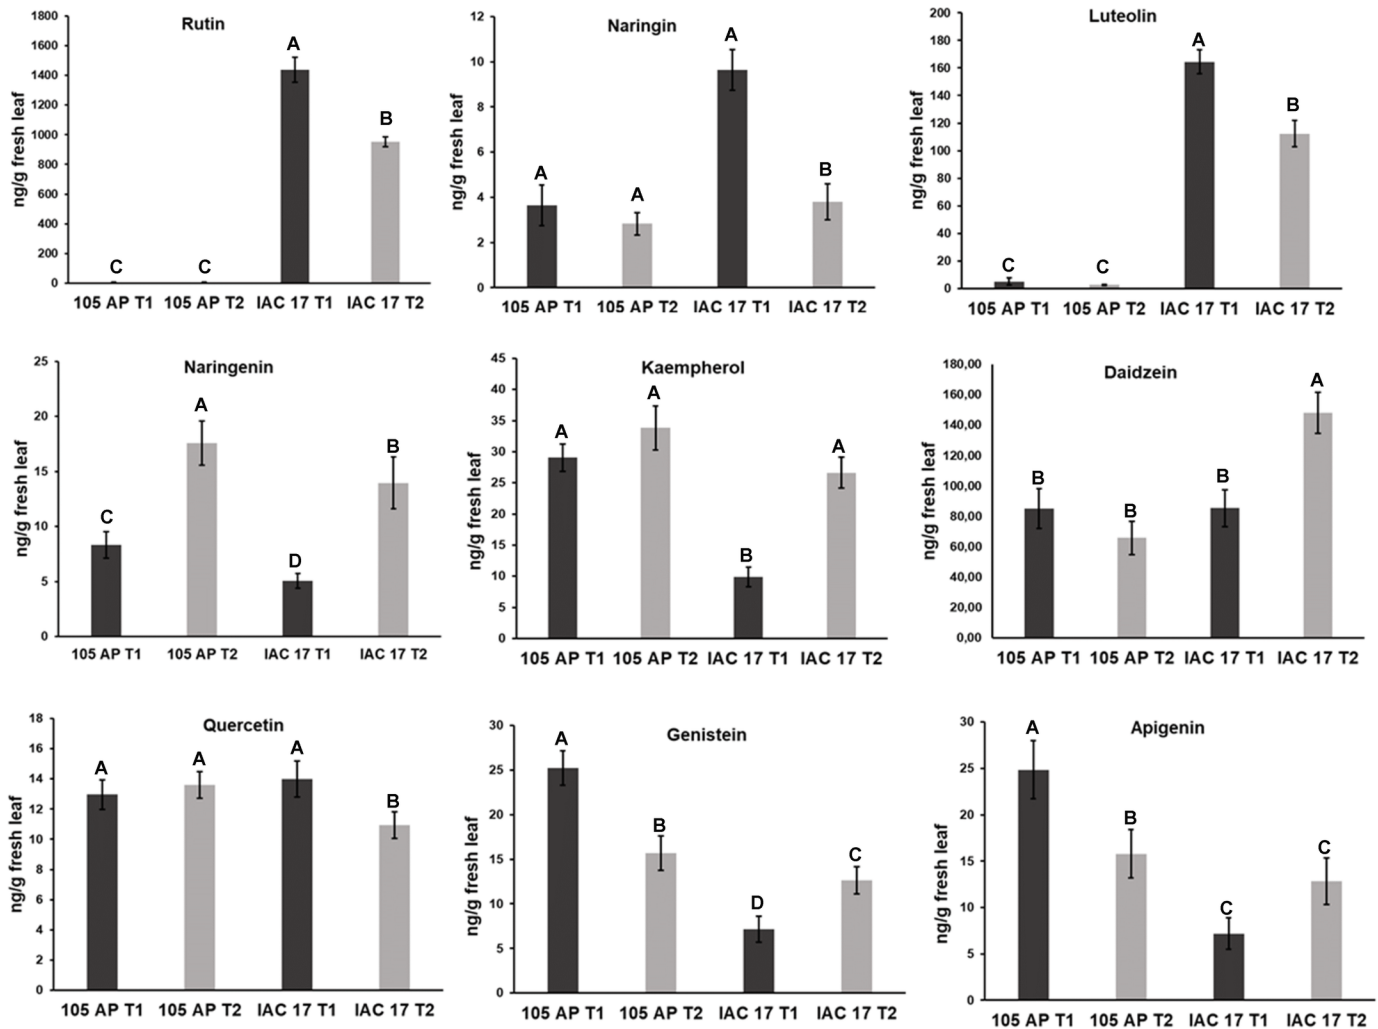 Rutin
ng/g fresh leaf
1800
1600
1400
1200
1000
800
600
400
200
0
C
C
A
B
105 AP T1
105 AP T2
IAC 17 T1
IAC 17 T2
Naringin
ng/g fresh leaf
12
10
8
6
4
2
0
A
A
A
B
105 AP T1
105 AP T2
IAC 17 T1
IAC 17 T2
Luteolin
ng/g fresh leaf
200
180
160
140
120
100
80
60
40
20
0
C
C
A
B
105 AP T1
105 AP T2
IAC 17 T1
IAC 17 T2
Naringenin
ng/g fresh leaf
25
20
15
10
5
0
C
A
D
B
105 AP T1
105 AP T2
IAC 17 T1
IAC 17 T2
Kaempherol
ng/g fresh leaf
45
40
35
30
25
20
15
10
5
0
A
A
B
A
105 AP T1
105 AP T2
IAC 17 T1
IAC 17 T2
Daidzein
ng/g fresh leaf
180,00
160,00
140,00
120,00
100,00
80,00
60,00
40,00
20,00
0,00
B
B
B
A
105 AP T1
105 AP T2
IAC 17 T1
IAC 17 T2
Quercetin
ng/g fresh leaf
18
16
14
12
10
8
6
4
2
0
A
A
A
B
105 AP T1
105 AP T2
IAC 17 T1
IAC 17 T2
Genistein
ng/g fresh leaf
30
25
20
15
10
5
0
A
B
D
C
105 AP T1
105 AP T2
IAC 17 T1
IAC 17 T2
Apigenin
ng/g fresh leaf
30
25
20
15
10
5
0
A
B
C
C
105 AP T1
105 AP T2
IAC 17 T1
IAC 17 T2